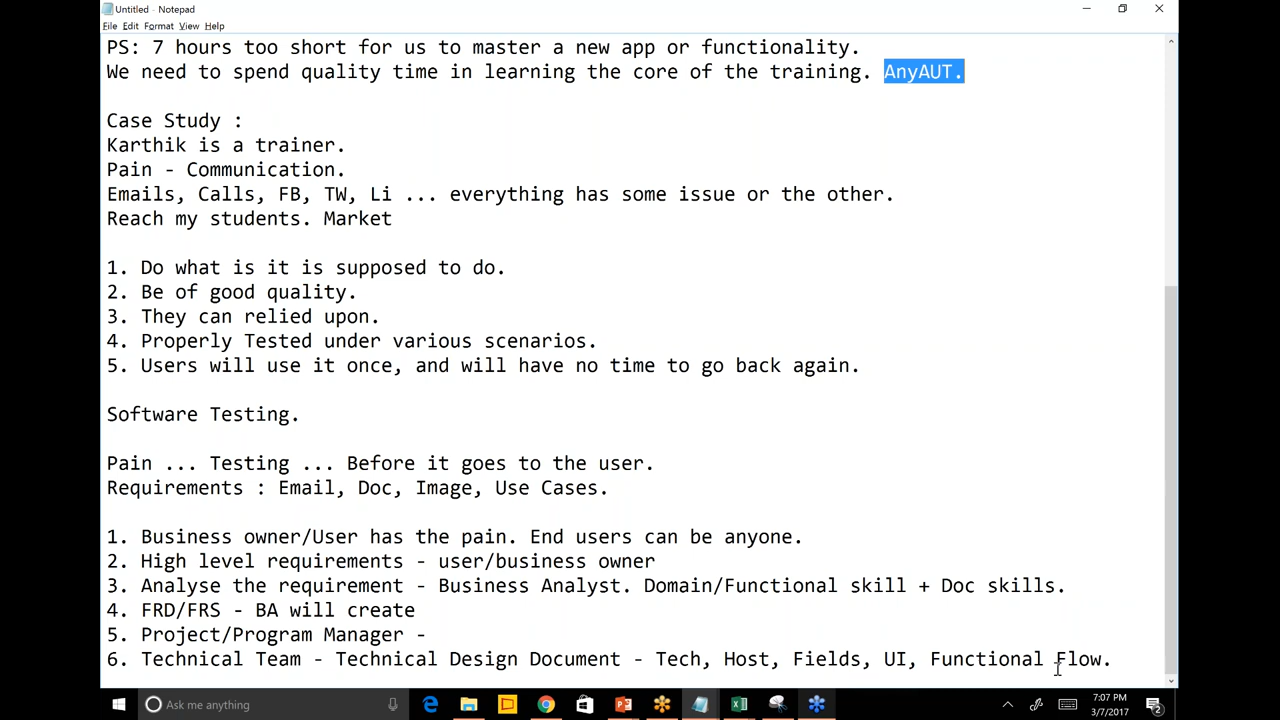 Untitled - Notepad
File Edit Format View Help
PS: 7 hours too short for us to master a new app or functionality.
We need to spend quality time in learning the core of the training. AnyAUT.
Case Study :
Karthik is a trainer.
Pain - Communication.
Emails, Calls, FB, TW, Li ... everything has some issue or the other.
Reach my students. Market
1. Do what is it is supposed to do.
2. Be of good quality.
3. They can relied upon.
4. Properly Tested under various scenarios.
5. Users will use it once, and will have no time to go back again.
Software Testing.
Pain ... Testing ... Before it goes to the user.
Requirements : Email, Doc, Image, Use Cases.
1. Business owner/User has the pain. End users can be anyone.
2. High level requirements - user/business owner
3. Analyse the requirement - Business Analyst. Domain/Functional skill + Doc skills.
4. FRD/FRS - BA will create
5. Project/Program Manager -
6. Technical Team - Technical Design Document - Tech, Host, Fields, UI, Functional Flow.
Ask me anything
7:07 PM
3/7/2017
2